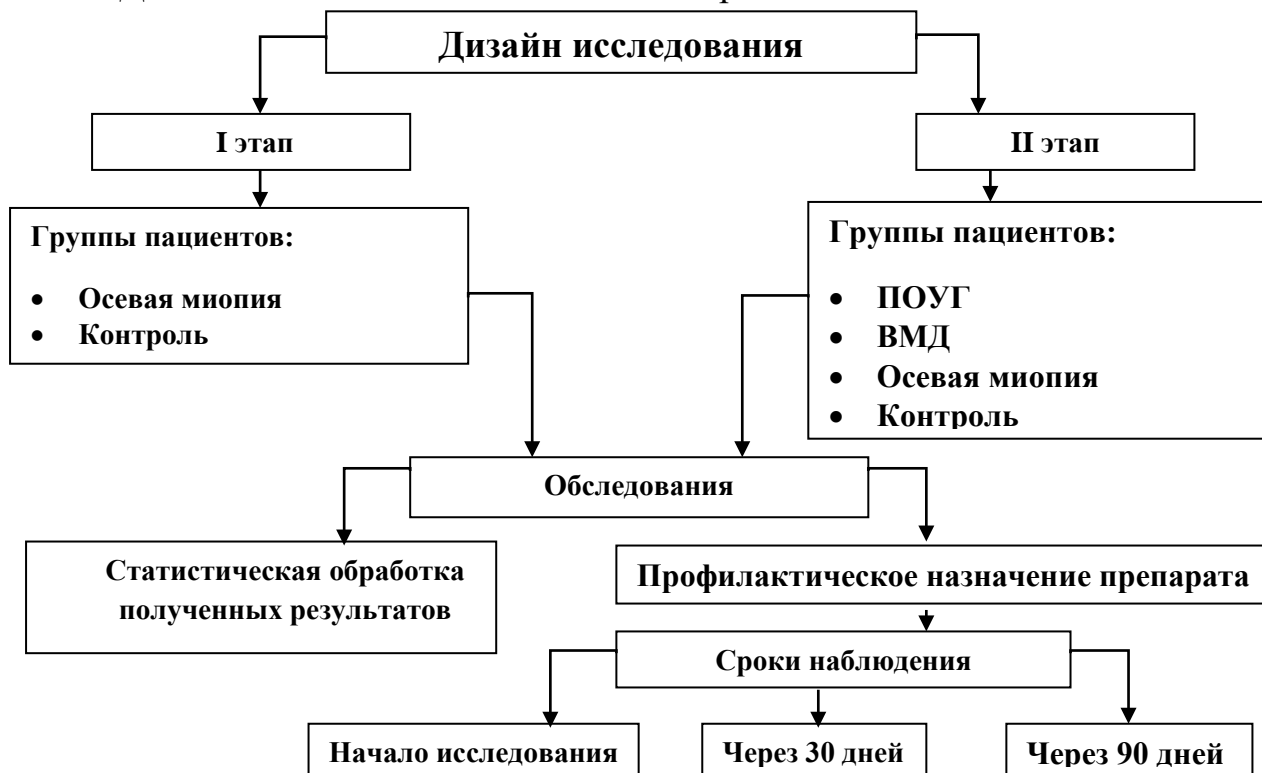 Дизайн исследования
I этап
II этап
Группы пациентов:
• Осевая миопия
• Контроль
Группы пациентов:
• ПОУГ
• ВМД
• Осевая миопия
• Контроль
Обследования
Статистическая обработка
полученных результатов
Профилактическое назначение препарата
Сроки наблюдения
Начало исследования
Через 30 дней
Через 90 дней